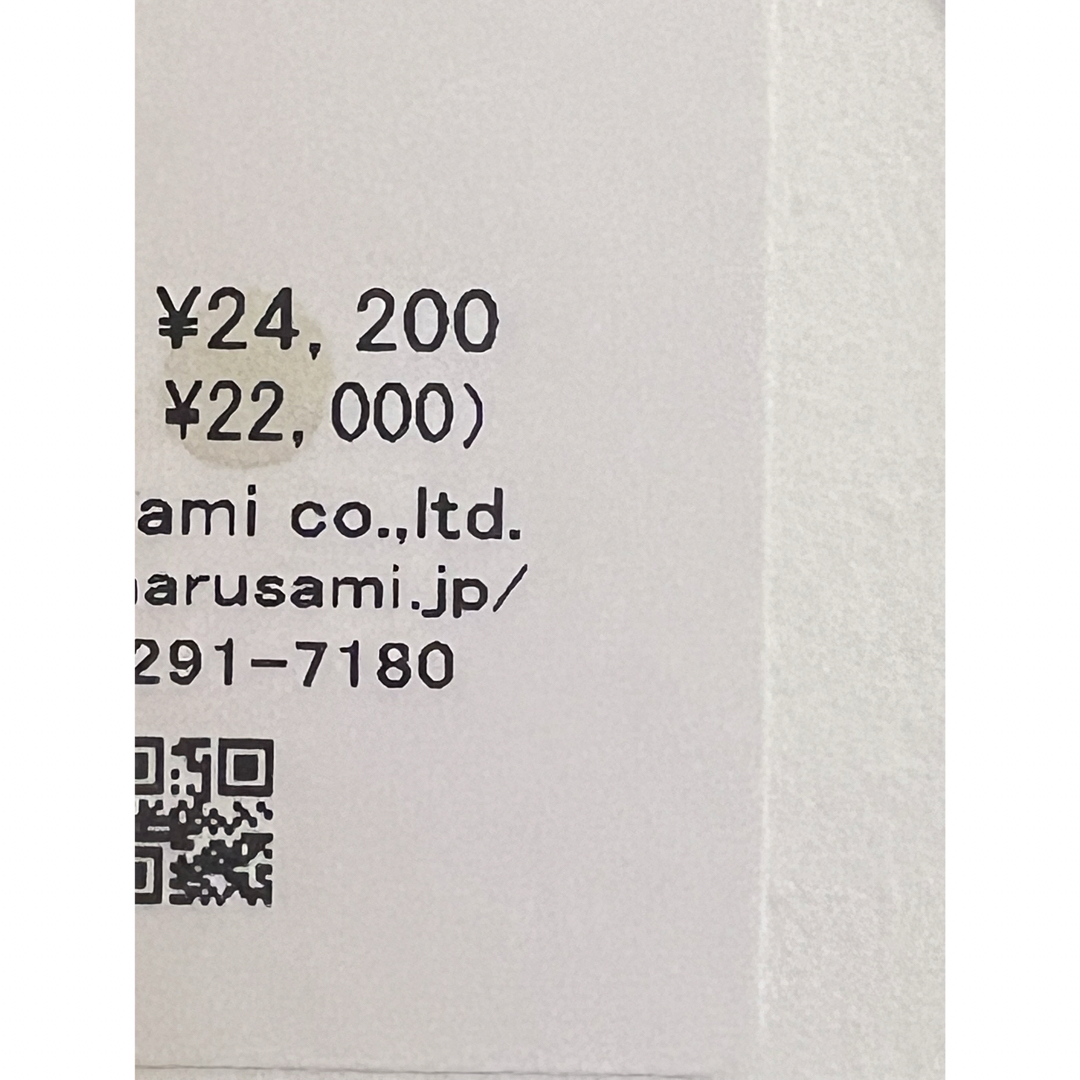 ¥24, 200
¥22, 000)
ami co.,ltd.
arusami.jp/
291-7180